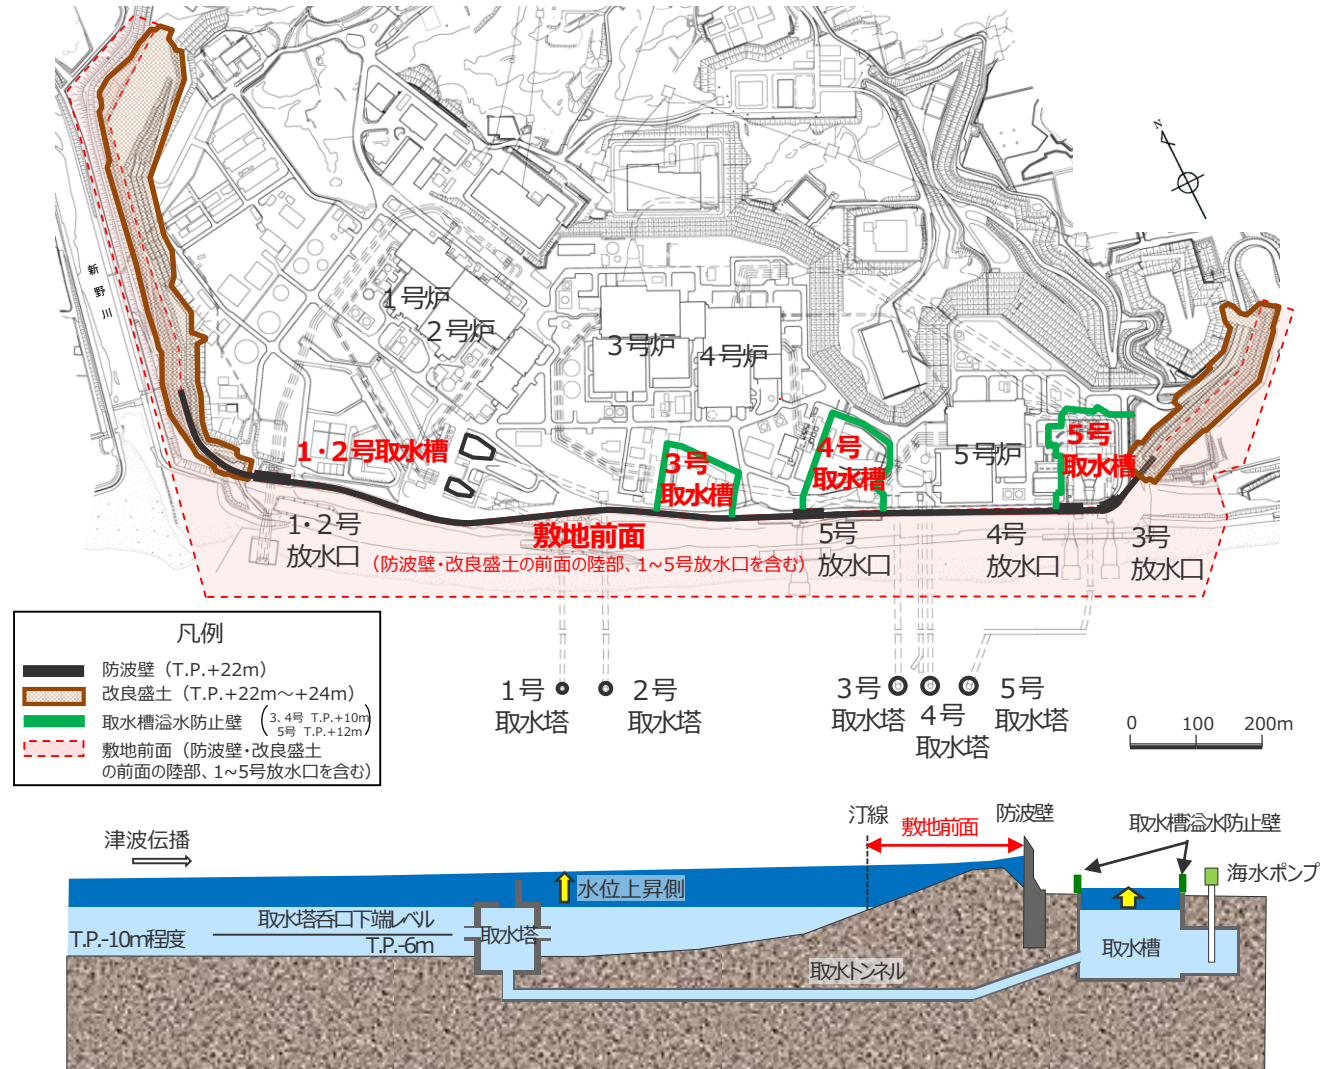 N
新
野
川
1号炉
2号炉
3号炉
4号炉
5号炉
1・2号取水槽
3号
取水槽
4号
取水槽
5号
取水槽
1・2号
放水口
敷地前面
(防波壁・改良盛土の前面の陸部、1~5号放水口を含む)
5号
放水口
4号
放水口
3号
放水口
凡例
防波壁(T.P.+22m)
改良盛土(T.P.+22m~+24m)
取水槽溢水防止壁
3、4号 T.P.+10m
5号 T.P.+12m
敷地前面(防波壁・改良盛土
の前面の陸部、1~5号放水口を含む)
1号
取水塔
2号
取水塔
3号
取水塔
4号
取水塔
5号
取水塔
0 100 200m
津波伝播
汀線
敷地前面
防波壁
取水槽溢水防止壁
海水ポンプ
水位上昇側
取水塔呑口下端レベル
T.P.-6m
T.P.-10m程度
取水塔
取水トンネル
取水槽